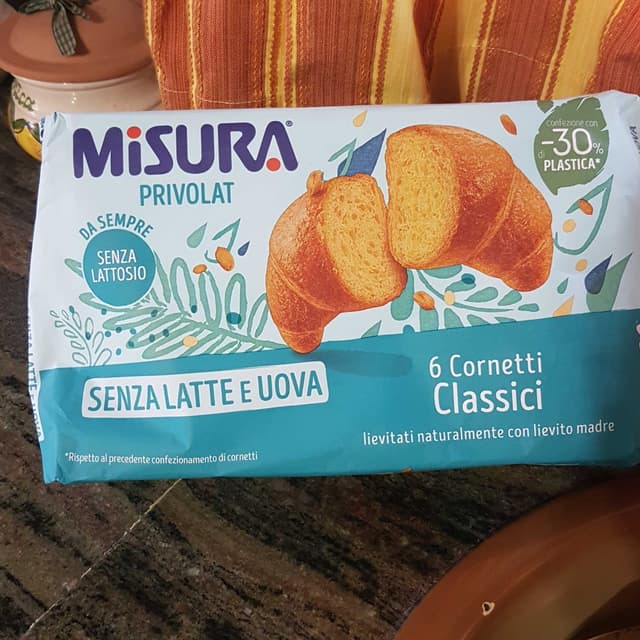 MiSURA®
PRIVOLAT
DA SEMPRE
SENZA
LATTOSIO
confezione con
-30%
di PLASTICA*
SENZA LATTE E UOVA
6 Cornetti
Classici
lievitati naturalmente con lievito madre
*Rispetto al precedente confezionamento di cornetti